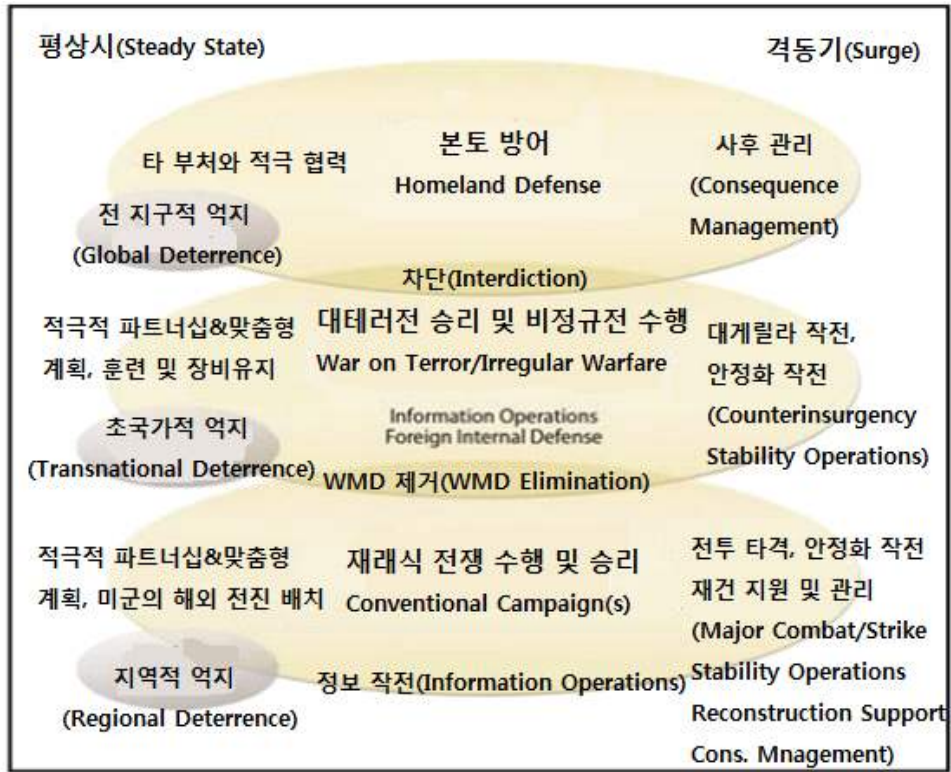 평상시(Steady State)
격동기(Surge)
타 부처와 적극 협력
전 지구적 억지
(Global Deterrence)
본토 방어
Homeland Defense
사후 관리
(Consequence
Management)
차단(Interdiction)
적극적 파트너십&맞춤형
계획, 훈련 및 장비유지
초국가적 억지
(Transnational Deterrence)
대테러전 승리 및 비정규전 수행
War on Terror/Irregular Warfare
Information Operations
Foreign Internal Defense
대게릴라 작전,
안정화 작전
(Counterinsurgency
Stability Operations)
WMD 제거(WMD Elimination)
적극적 파트너십&맞춤형
계획, 미군의 해외 전진 배치
지역적 억지
(Regional Deterrence)
재래식 전쟁 수행 및 승리
Conventional Campaign(s)
정보 작전(Information Operations)
전투 타격, 안정화 작전
재건 지원 및 관리
(Major Combat/Strike
Stability Operations
Reconstruction Support
Cons. Mnagement)